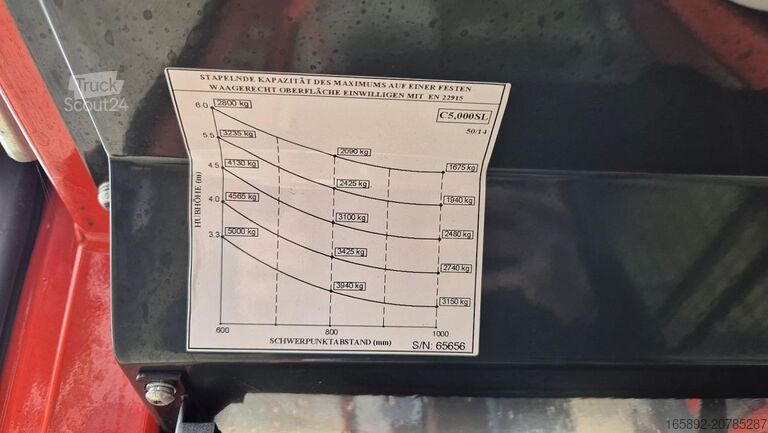 Truck
Scout24
STAPELNDE KAPAZITÄT DES MAXIMUMS AUF EINER FESTEN
WAAGERECHT OBERFLÄCHE EINWILLIGEN MIT EN 22915
C5,000SL
50/14
HUBHÖHE (m)
6.0 2800 kg 2090 kg 1675 kg
5.5 3235 kg 2425 kg 1940 kg
4.5 4130 kg 3100 kg 2480 kg
4.0 4565 kg 3425 kg 2740 kg
3.3 5000 kg 3940 kg 3150 kg
600 800 1000
SCHWERPUNKTABSTAND (mm)
S/N: 65656
165892-20785287